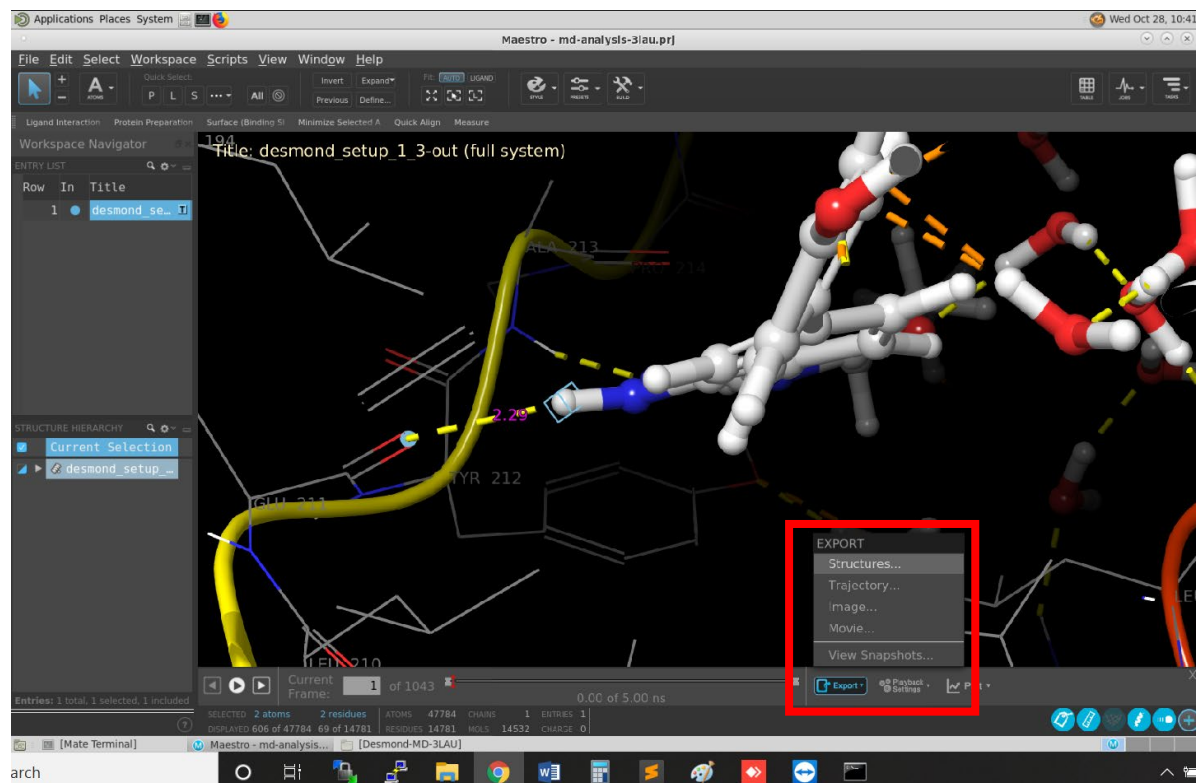 Applications Places System
Wed Oct 28, 10:41
Maestro - md-analysis-3lau.prj
File Edit Select Workspace Scripts View Window Help
Quick Select:
Invert Expand
Fit: AUTO LIGAND
ATOMS
P L S ... All
Previous Define...
STYLE
PRESETS
BUILD
TABLE
JOBS
TASKS
Ligand Interaction Protein Preparation Surface (Binding Si Minimize Selected A Quick Align Measure
Workspace Navigator
194
Title: desmond_setup_1_3-out (full system)
ENTRY LIST
Row In Title
1 desmond_se... T
ALA 213
PRO 214
2.29
STRUCTURE HIERARCHY
Current Selection
desmond_setup_...
TYR 212
GLU 211
EXPORT
Structures...
Trajectory...
Image...
Movie...
View Snapshots...
LE
LEU 210
Current Frame: 1 of 1043
0.00 of 5.00 ns
Export
Playback Settings
X
Entries: 1 total, 1 selected, 1 included
SELECTED 2 atoms 2 residues ATOMS 47784 CHAINS 1 ENTRIES 1
DISPLAYED 606 of 47784 69 of 14781 RESIDUES 14781 MOLS 14532 CHARGE 0
[Mate Terminal]
Maestro - md-analysis...
[Desmond-MD-3LAU]
arch